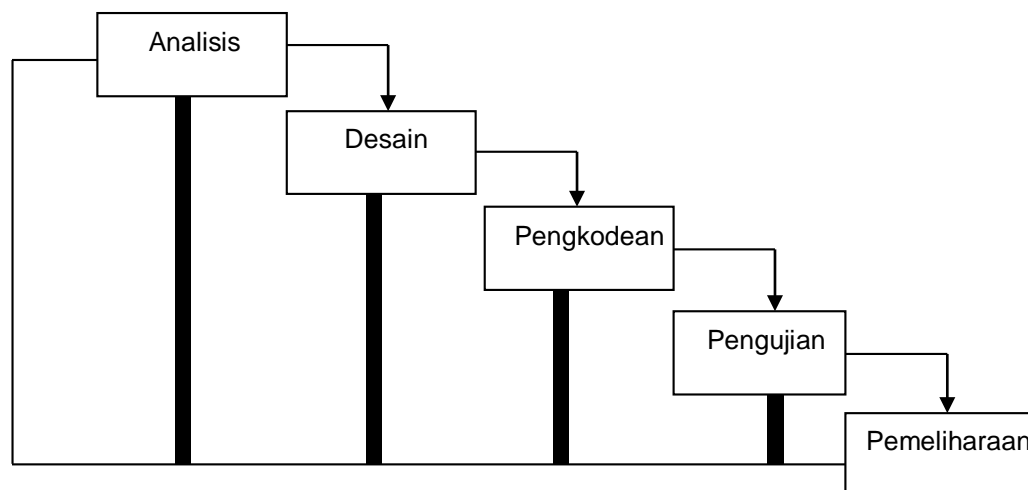 Analisis
Desain
Pengkodean
Pengujian
Pemeliharaan